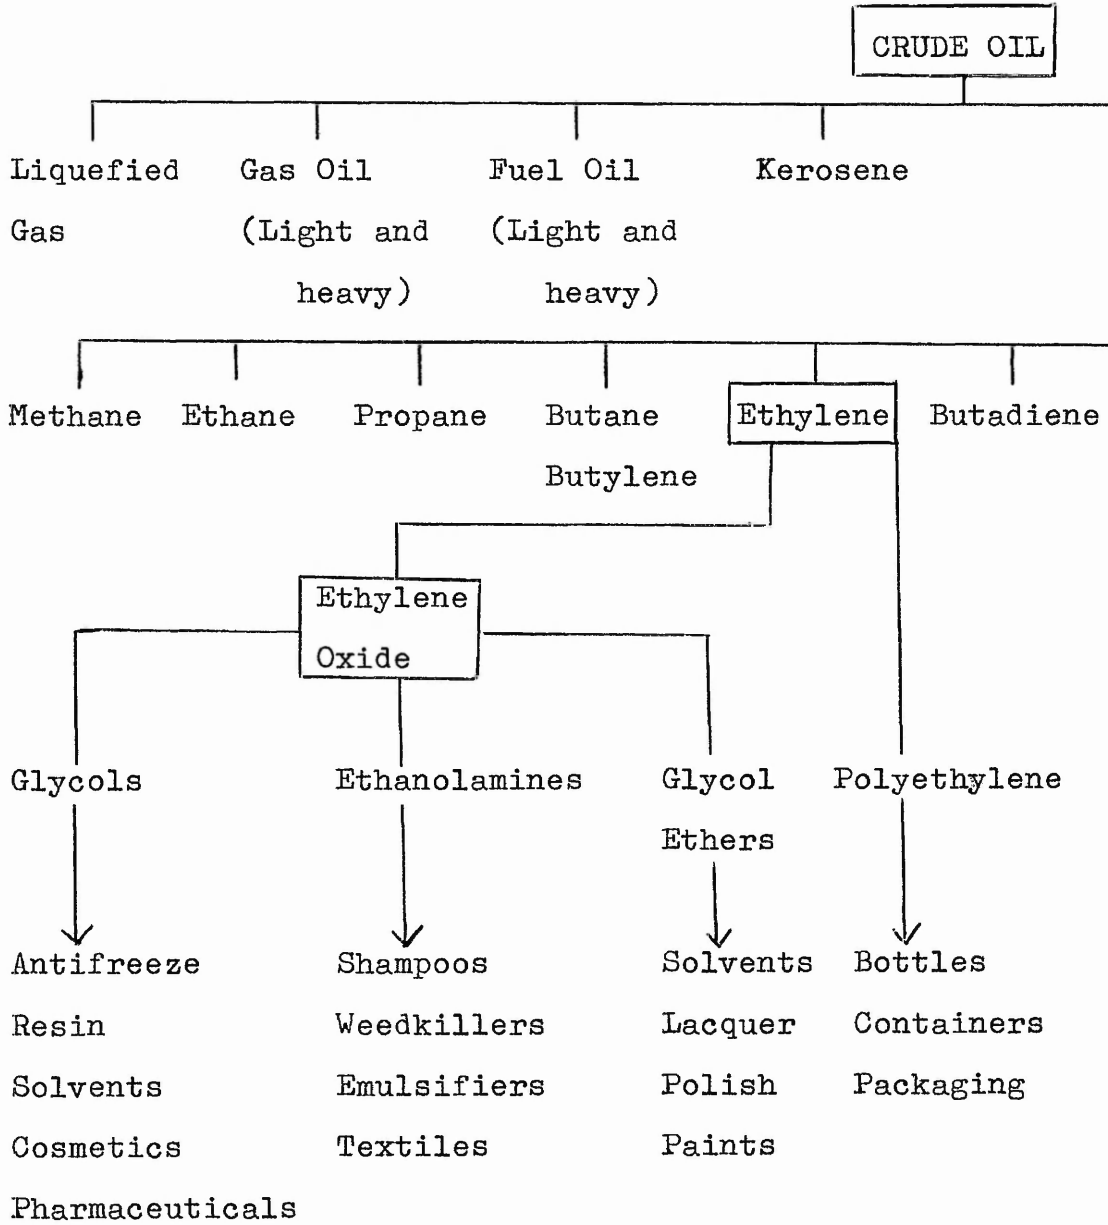 CRUDE OIL
Liquefied Gas Oil Fuel Oil Kerosene
Gas (Light and (Light and
heavy) heavy)
Methane Ethane Propane Butane Ethylene Butadiene
Butylene
Ethylene
Oxide
Glycols Ethanolamines Glycol Polyethylene
Ethers
Antifreeze Shampoos Solvents Bottles
Resin Weedkillers Lacquer Containers
Solvents Emulsifiers Polish Packaging
Cosmetics Textiles Paints
Pharmaceuticals